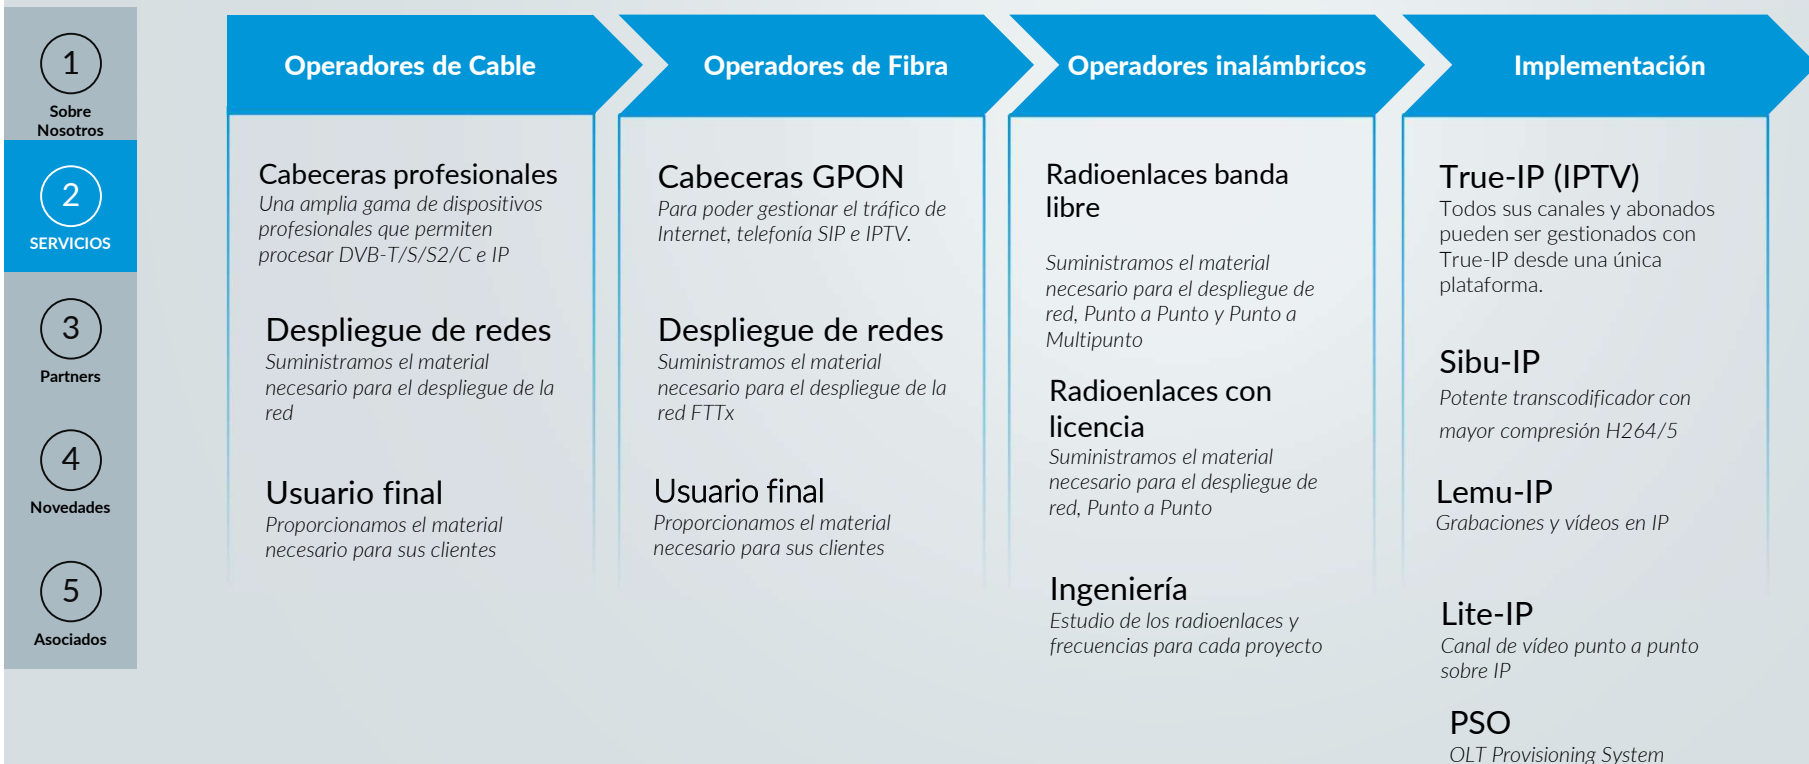 1
Sobre
Nosotros
2
SERVICIOS
3
Partners
4
Novedades
5
Asociados
Operadores de Cable
Cabeceras profesionales
Una amplia gama de dispositivos
profesionales que permiten
procesar DVB-T/S/S2/C e IP
Despliegue de redes
Suministramos el material
necesario para el despliegue de la
red
Usuario final
Proporcionamos el material
necesario para sus clientes
Operadores de Fibra
Cabeceras GPON
Para poder gestionar el tráfico de
Internet, telefonía SIP e IPTV.
Despliegue de redes
Suministramos el material
necesario para el despliegue de la
red FTTx
Usuario final
Proporcionamos el material
necesario para sus clientes
Operadores inalámbricos
Radioenlaces banda
libre
Suministramos el material
necesario para el despliegue de
red, Punto a Punto y Punto a
Multipunto
Radioenlaces con
licencia
Suministramos el material
necesario para el despliegue de
red, Punto a Punto
Ingeniería
Estudio de los radioenlaces y
frecuencias para cada proyecto
Implementación
True-IP (IPTV)
Todos sus canales y abonados
pueden ser gestionados con
True-IP desde una única
plataforma.
Sibu-IP
Potente transcodificador con
mayor compresión H264/5
Lemu-IP
Grabaciones y vídeos en IP
Lite-IP
Canal de vídeo punto a punto
sobre IP
PSO
OLT Provisioning System